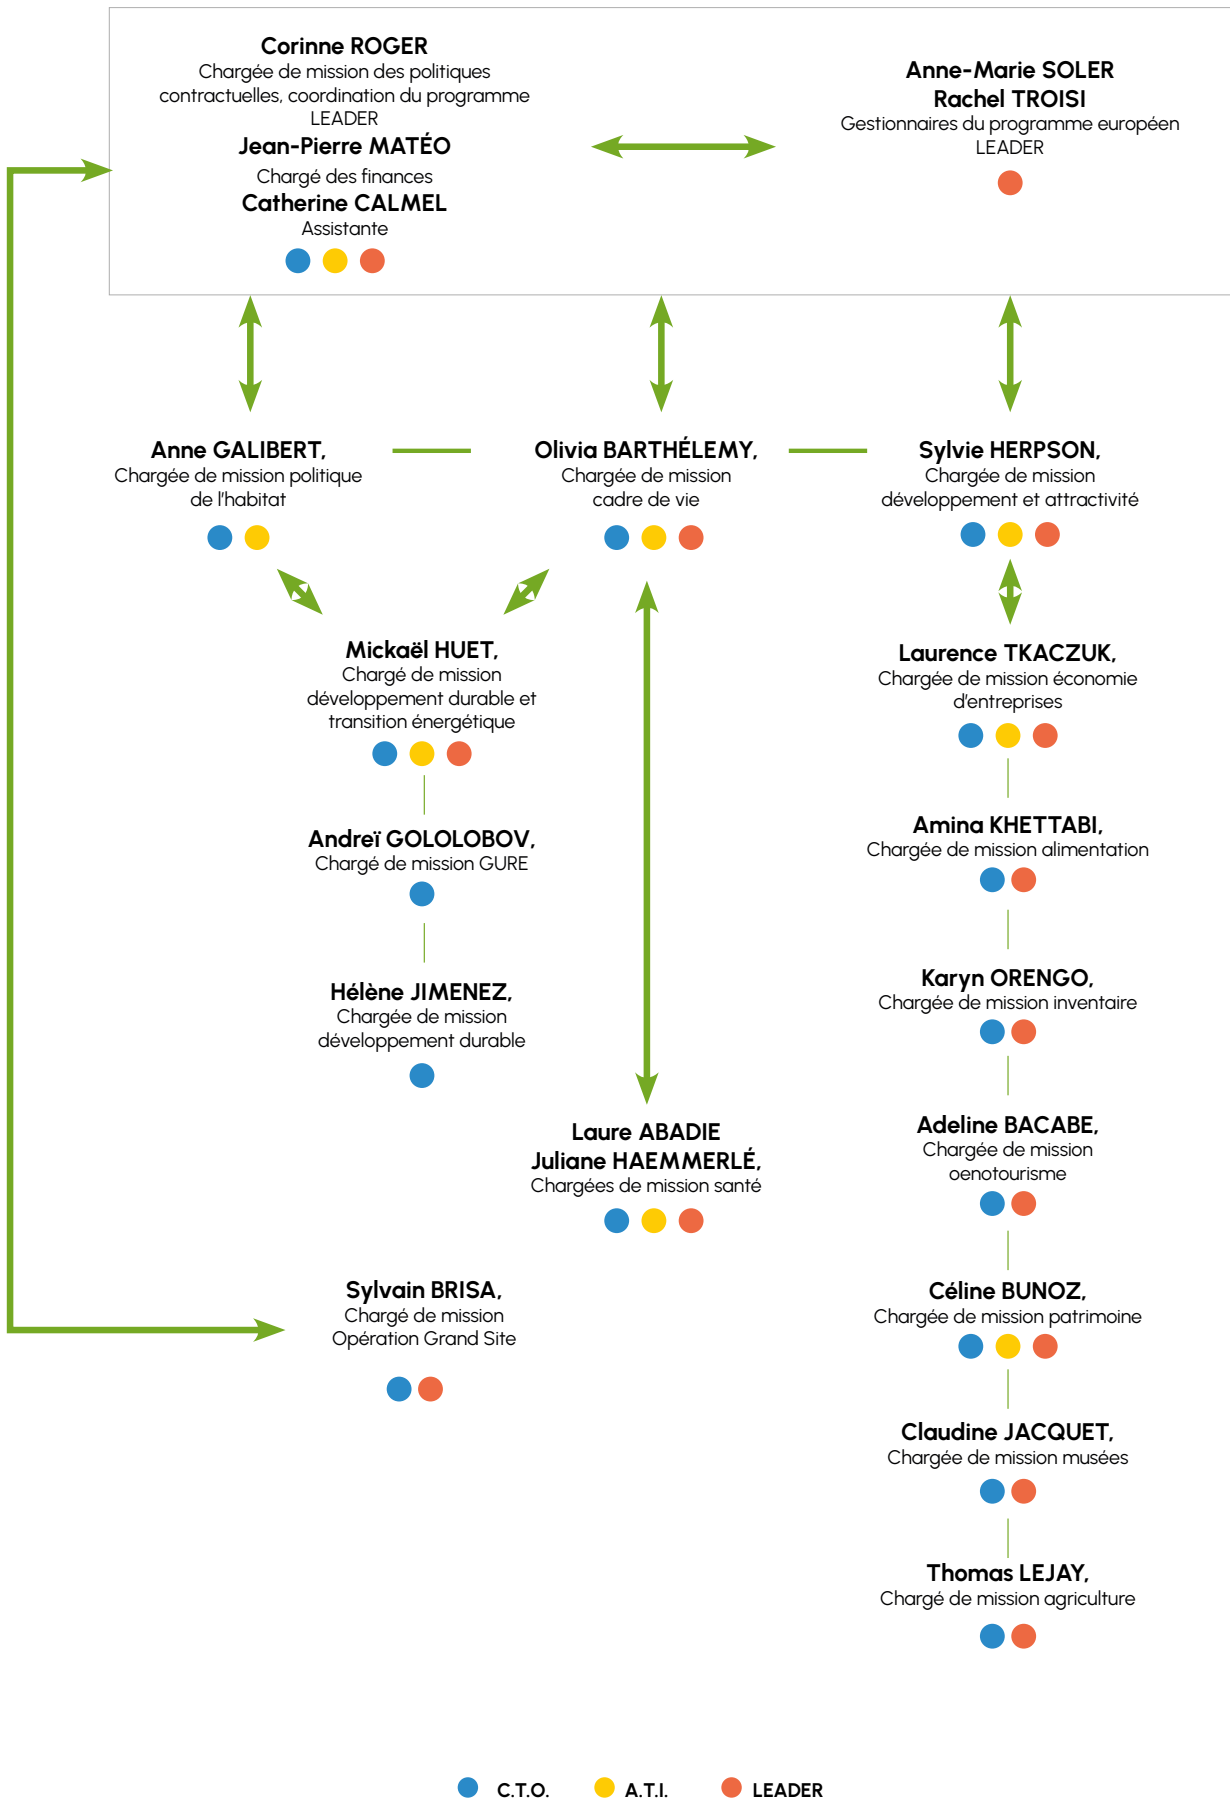 Corinne ROGER
Chargée de mission des politiques
contractuelles, coordination du programme
LEADER
Jean-Pierre MATÉO
Chargé des finances
Catherine CALMEL
Assistante
Anne-Marie SOLER
Rachel TROISI
Gestionnaires du programme européen
LEADER
Anne GALIBERT,
Chargée de mission politique
de l'habitat
Olivia BARTHÉLEMY,
Chargée de mission
cadre de vie
Sylvie HERPSON,
Chargée de mission
développement et attractivité
Mickaël HUET,
Chargé de mission
développement durable et
transition énergétique
Andreï GOLOLOBOV,
Chargé de mission GURE
Hélène JIMENEZ,
Chargée de mission
développement durable
Laure ABADIE
Juliane HAEMMERLÉ,
Chargées de mission santé
Sylvain BRISA,
Chargé de mission
Opération Grand Site
Laurence TKACZUK,
Chargée de mission économie
d'entreprises
Amina KHETTABI,
Chargée de mission alimentation
Karyn ORENGO,
Chargée de mission inventaire
Adeline BACABE,
Chargée de mission
oenotourisme
Céline BUNOZ,
Chargée de mission patrimoine
Claudine JACQUET,
Chargée de mission musées
Thomas LEJAY,
Chargé de mission agriculture
C.T.O.
A.T.I.
LEADER